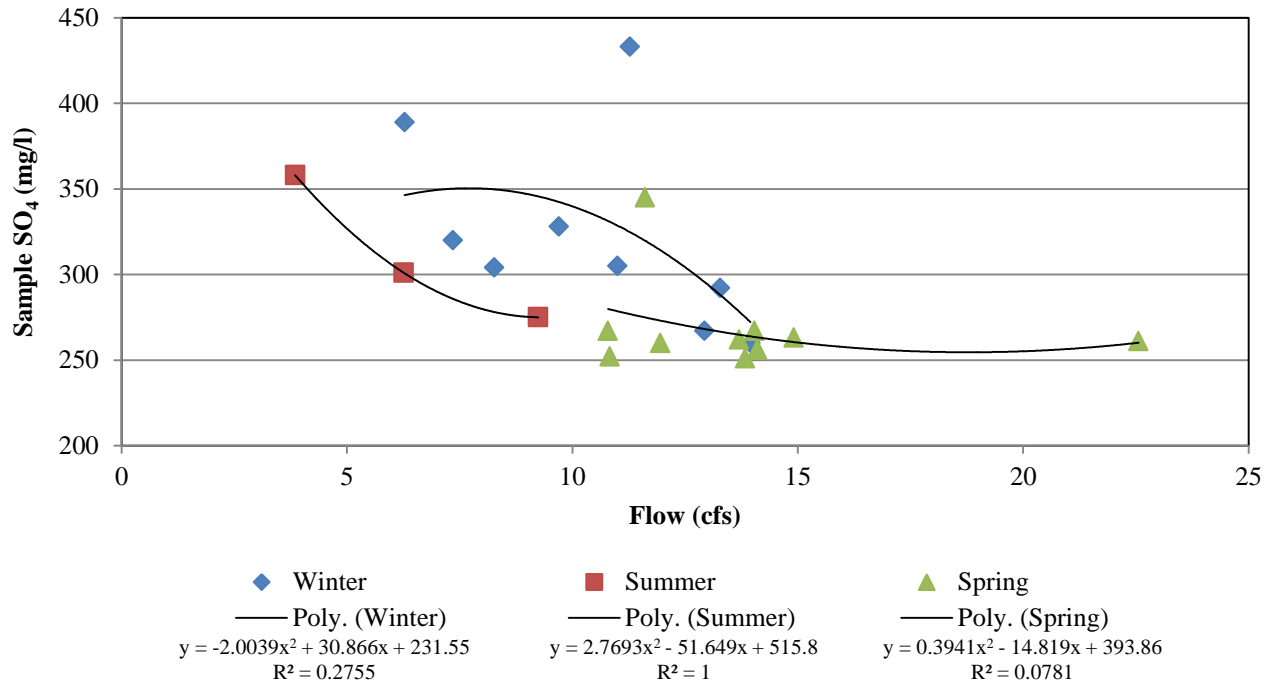 450
400
350
300
250
200
Sample SO₄ (mg/l)
0 5 10 15 20 25
Flow (cfs)
Winter Summer Spring
Poly. (Winter) Poly. (Summer) Poly. (Spring)
y = -2.0039x² + 30.866x + 231.55 y = 2.7693x² - 51.649x + 515.8 y = 0.3941x² - 14.819x + 393.86
R² = 0.2755 R² = 1 R² = 0.0781